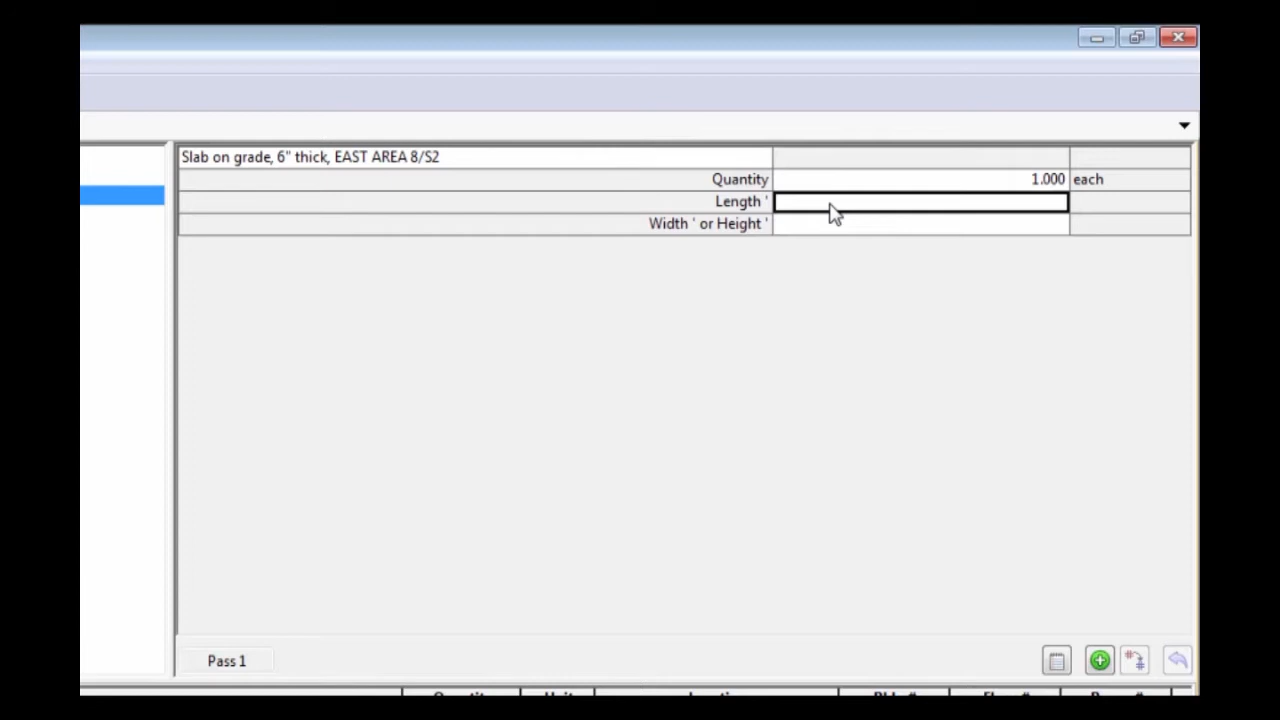 Slab on grade, 6" thick, EAST AREA 8/S2
Quantity 1.000 each
Length '
Width ' or Height '
Pass 1